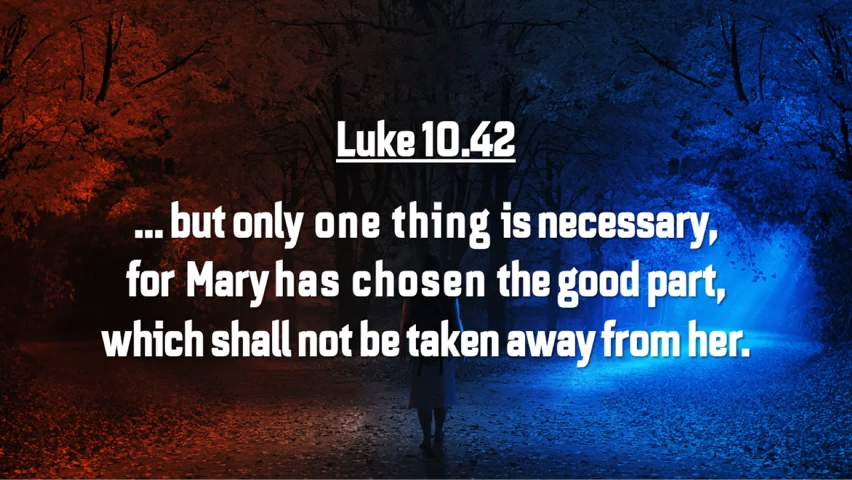 Luke 10.42
... but only one thing is necessary,
for Mary has chosen the good part,
which shall not be taken away from her.